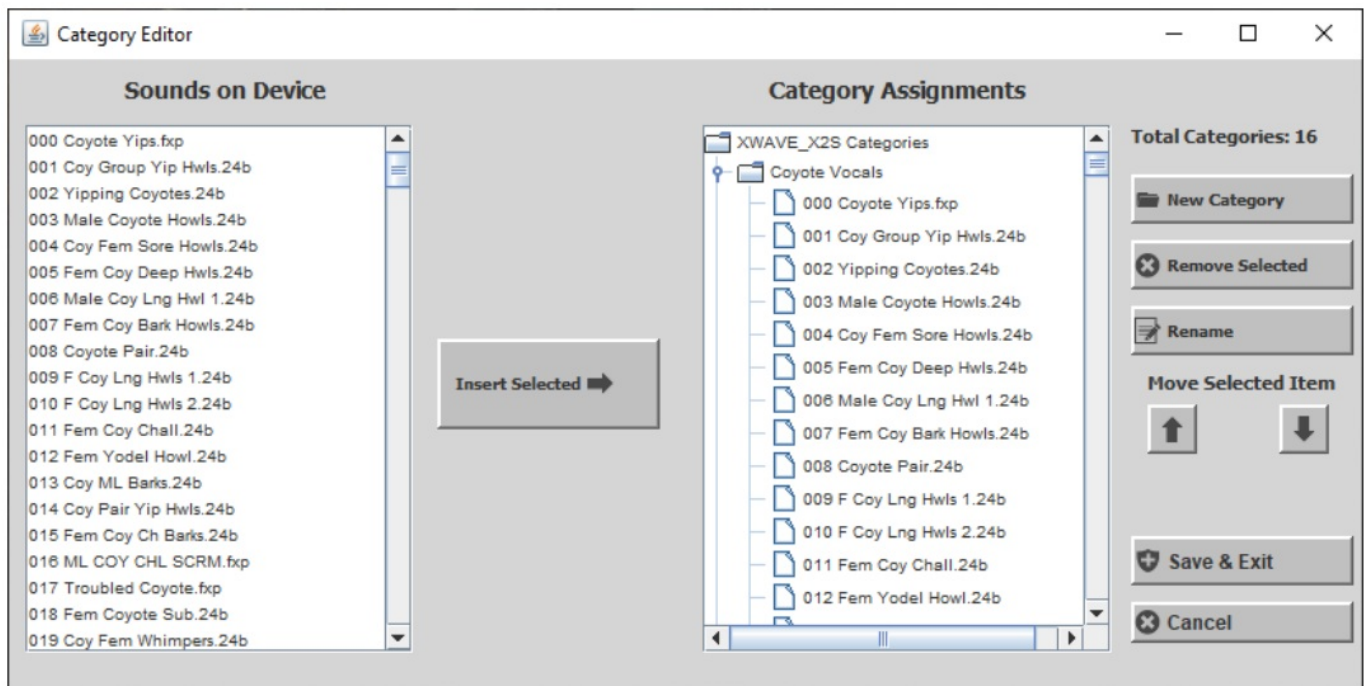 Category Editor
Sounds on Device
000 Coyote Yips.fxp
001 Coy Group Yip Hwls.24b
002 Yipping Coyotes.24b
003 Male Coyote Howls.24b
004 Coy Fem Sore Howls.24b
005 Fem Coy Deep Hwls.24b
006 Male Coy Lng Hwl 1.24b
007 Fem Coy Bark Howls.24b
008 Coyote Pair.24b
009 F Coy Lng Hwls 1.24b
010 F Coy Lng Hwls 2.24b
011 Fem Coy Chall.24b
012 Fem Yodel Howl.24b
013 Coy ML Barks.24b
014 Coy Pair Yip Hwls.24b
015 Fem Coy Ch Barks.24b
016 ML COY CHL SCRM.fxp
017 Troubled Coyote.fxp
018 Fem Coyote Sub.24b
019 Coy Fem Whimpers.24b
Insert Selected
Category Assignments
XWAVE_X2S Categories
Coyote Vocals
000 Coyote Yips.fxp
001 Coy Group Yip Hwls.24b
002 Yipping Coyotes.24b
003 Male Coyote Howls.24b
004 Coy Fem Sore Howls.24b
005 Fem Coy Deep Hwls.24b
006 Male Coy Lng Hwl 1.24b
007 Fem Coy Bark Howls.24b
008 Coyote Pair.24b
009 F Coy Lng Hwls 1.24b
010 F Coy Lng Hwls 2.24b
011 Fem Coy Chall.24b
012 Fem Yodel Howl.24b
Total Categories: 16
New Category
Remove Selected
Rename
Move Selected Item
Save & Exit
Cancel